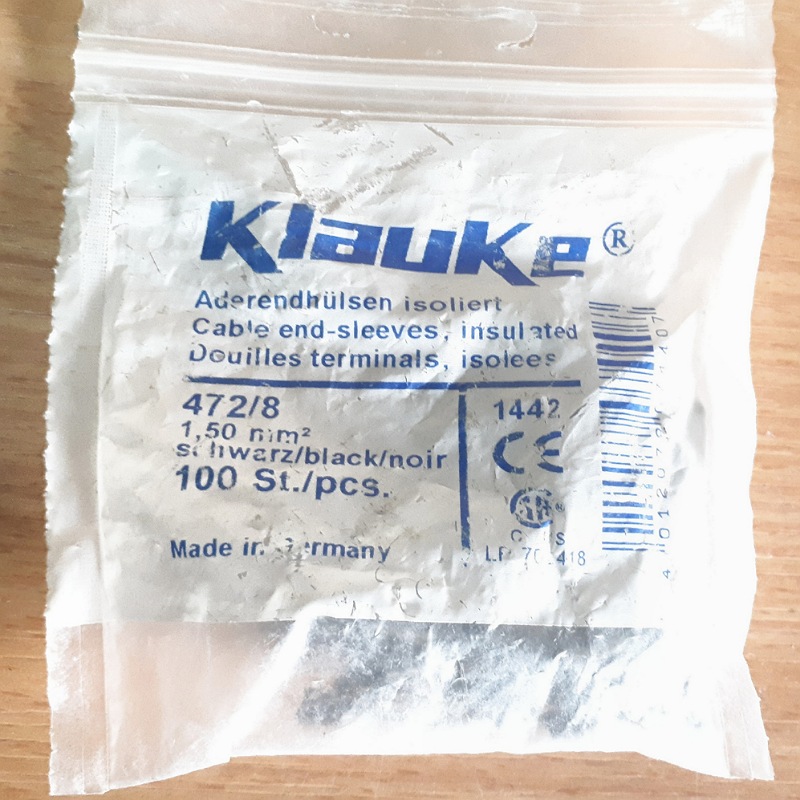 Klauke®
Aderendhülsen isoliert
Cable end-sleeves, insulated
Douilles terminals, isolees
472/8
1,50 mm²
schwarz/black/noir
100 St./pcs.
Made in Germany
1442
CE